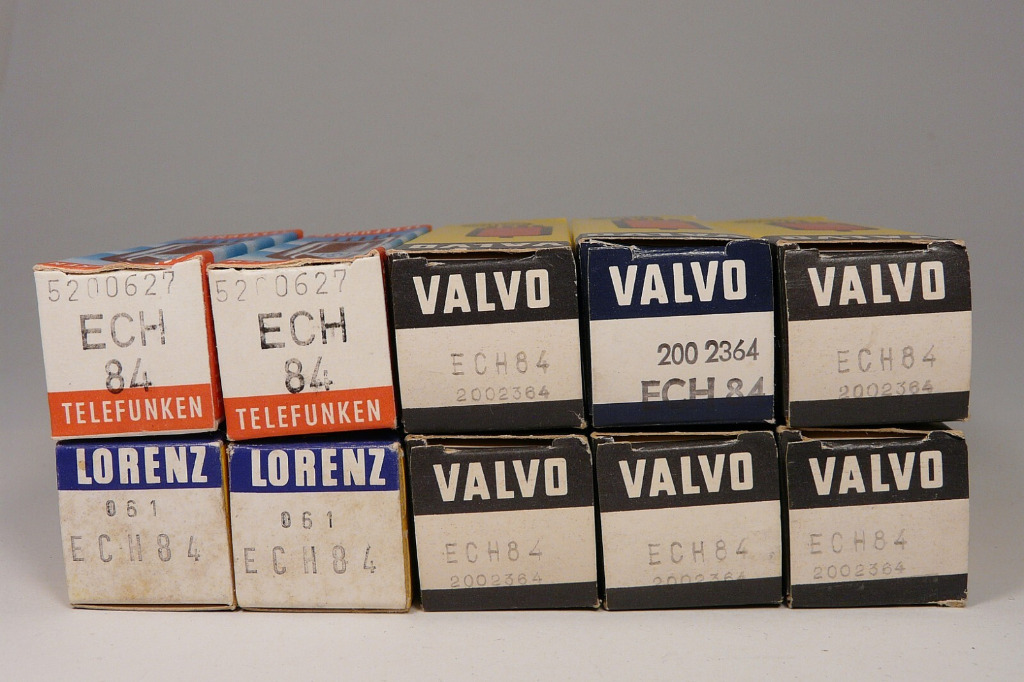 5200627
ECH
84
TELEFUNKEN
5200627
ECH
84
TELEFUNKEN
VALVO
VALVO
ECH84
2002364
VALVO
200 2364
ECH 84
VALVO
ECH84
2002364
LORENZ
061
ECH84
LORENZ
061
ECH84
VALVO
ECH84
2002364
VALVO
ECH84
2002364
VALVO
ECH84
2002364